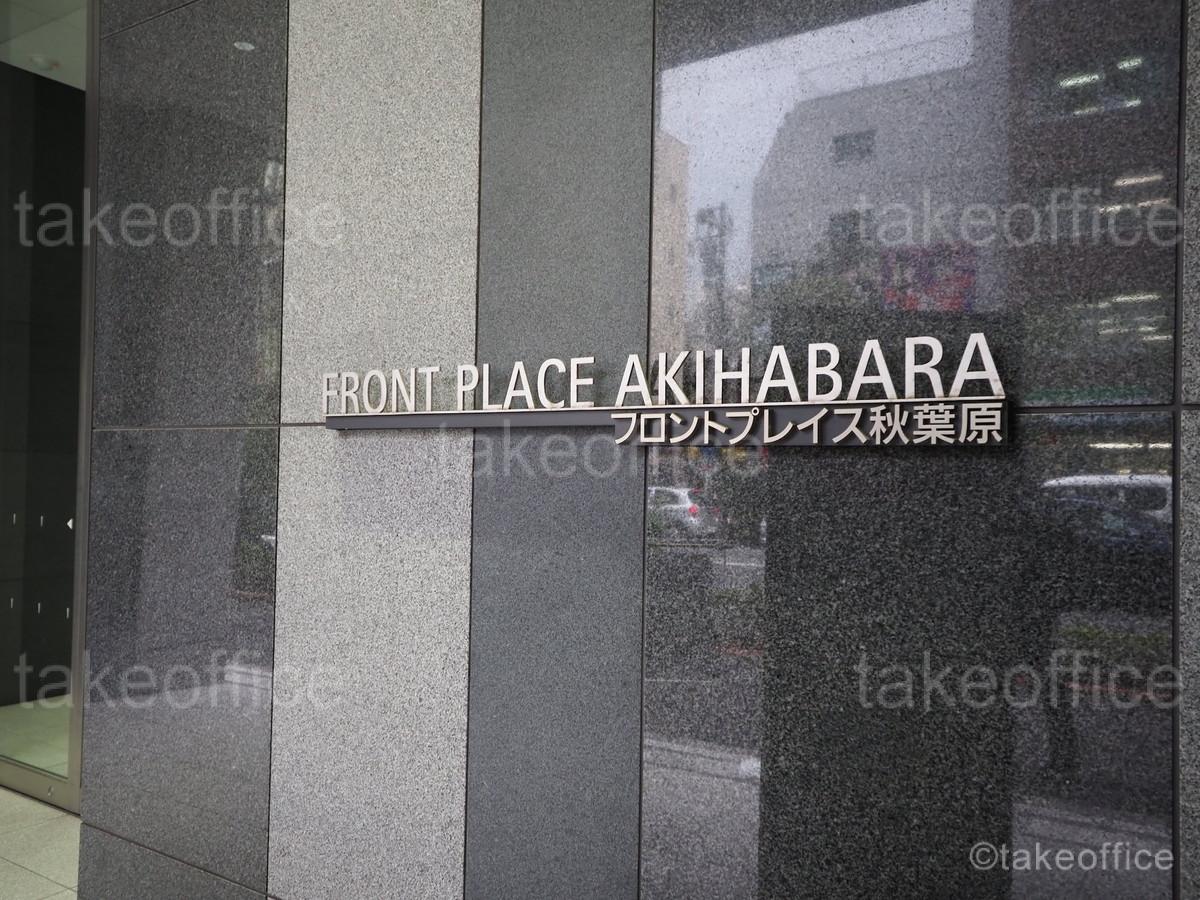 takeoffice
takeoffice
FRONT PLACE AKIHABARA
フロントプレイス秋葉原
takeoffice
takeoffice
takeoffice
©takeoffice